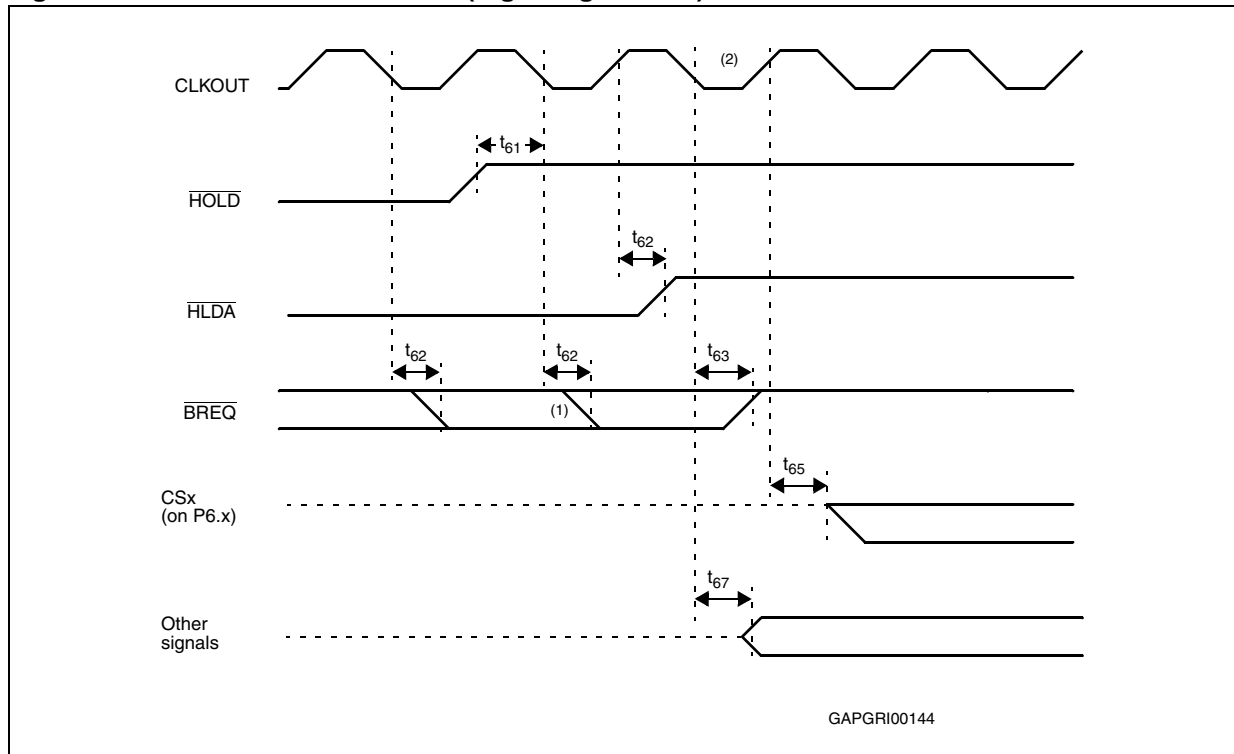 CLKOUT
(2)
t61
HOLD
t62
HLDA
t62
t62
t63
BREQ
(1)
t65
CSx
(on P6.x)
t67
Other
signals
GAPGRI00144